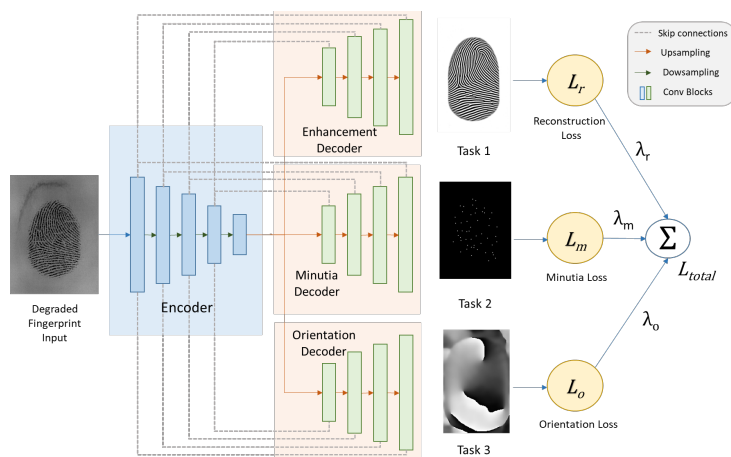 Skip connections
Upsampling
Dowsampling
Conv Blocks
Enhancement
Decoder
Task 1
L_r
Reconstruction
Loss
λ_r
Degraded
Fingerprint
Input
Encoder
Minutia
Decoder
Task 2
L_m
Minutia Loss
λ_m
Σ
L_total
Orientation
Decoder
Task 3
L_o
Orientation Loss
λ_o